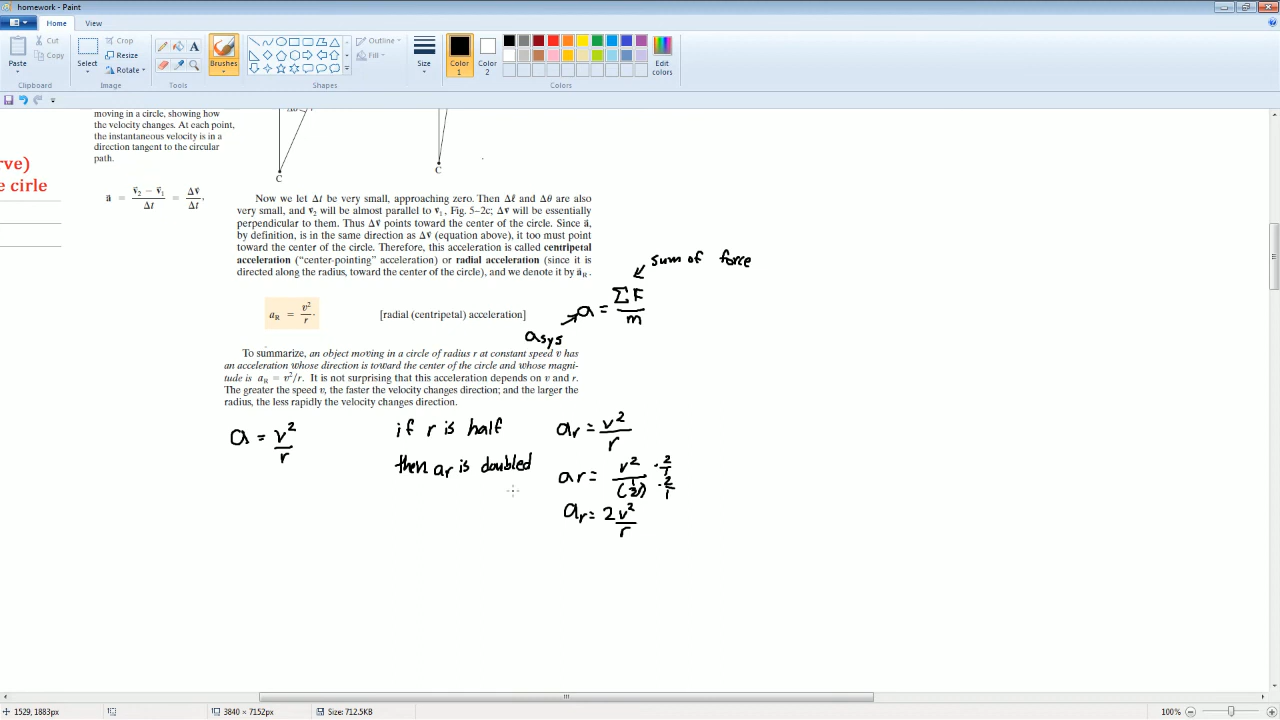 homework - Paint
Home
View
Paste
Cut
Copy
Clipboard
Select
Crop
Resize
Rotate
Image
A
Tools
Brushes
Shapes
Outline
Fill
Size
Color 1
Color 2
Edit colors
Colors
moving in a circle, showing how
the velocity changes. At each point,
the instantaneous velocity is in a
direction tangent to the circular
path.
rve)
e cirle
C
C
ā = (v̄₂ − v̄₁)/Δt = Δv̄/Δt,
Now we let Δt be very small, approaching zero. Then Δℓ and Δθ are also
very small, and v̄₂ will be almost parallel to v̄₁, Fig. 5–2c; Δv̄ will be essentially
perpendicular to them. Thus Δv̄ points toward the center of the circle. Since ā,
by definition, is in the same direction as Δv̄ (equation above), it too must point
toward the center of the circle. Therefore, this acceleration is called centripetal
acceleration (“center-pointing” acceleration) or radial acceleration (since it is
directed along the radius, toward the center of the circle), and we denote it by ā_R.
sum of force
a = ΣF/m
a sys
a_R = v²/r. [radial (centripetal) acceleration]
To summarize, an object moving in a circle of radius r at constant speed v has
an acceleration whose direction is toward the center of the circle and whose magni-
tude is a_R = v²/r. It is not surprising that this acceleration depends on v and r.
The greater the speed v, the faster the velocity changes direction; and the larger the
radius, the less rapidly the velocity changes direction.
a = v²/r
if r is half
then ar is doubled
ar = v²/r
ar = v²/(½r) · 2/1 · 2/1
ar = 2 v²/r
1529, 1883px
3840 × 7152px
Size: 712.5KB
100%